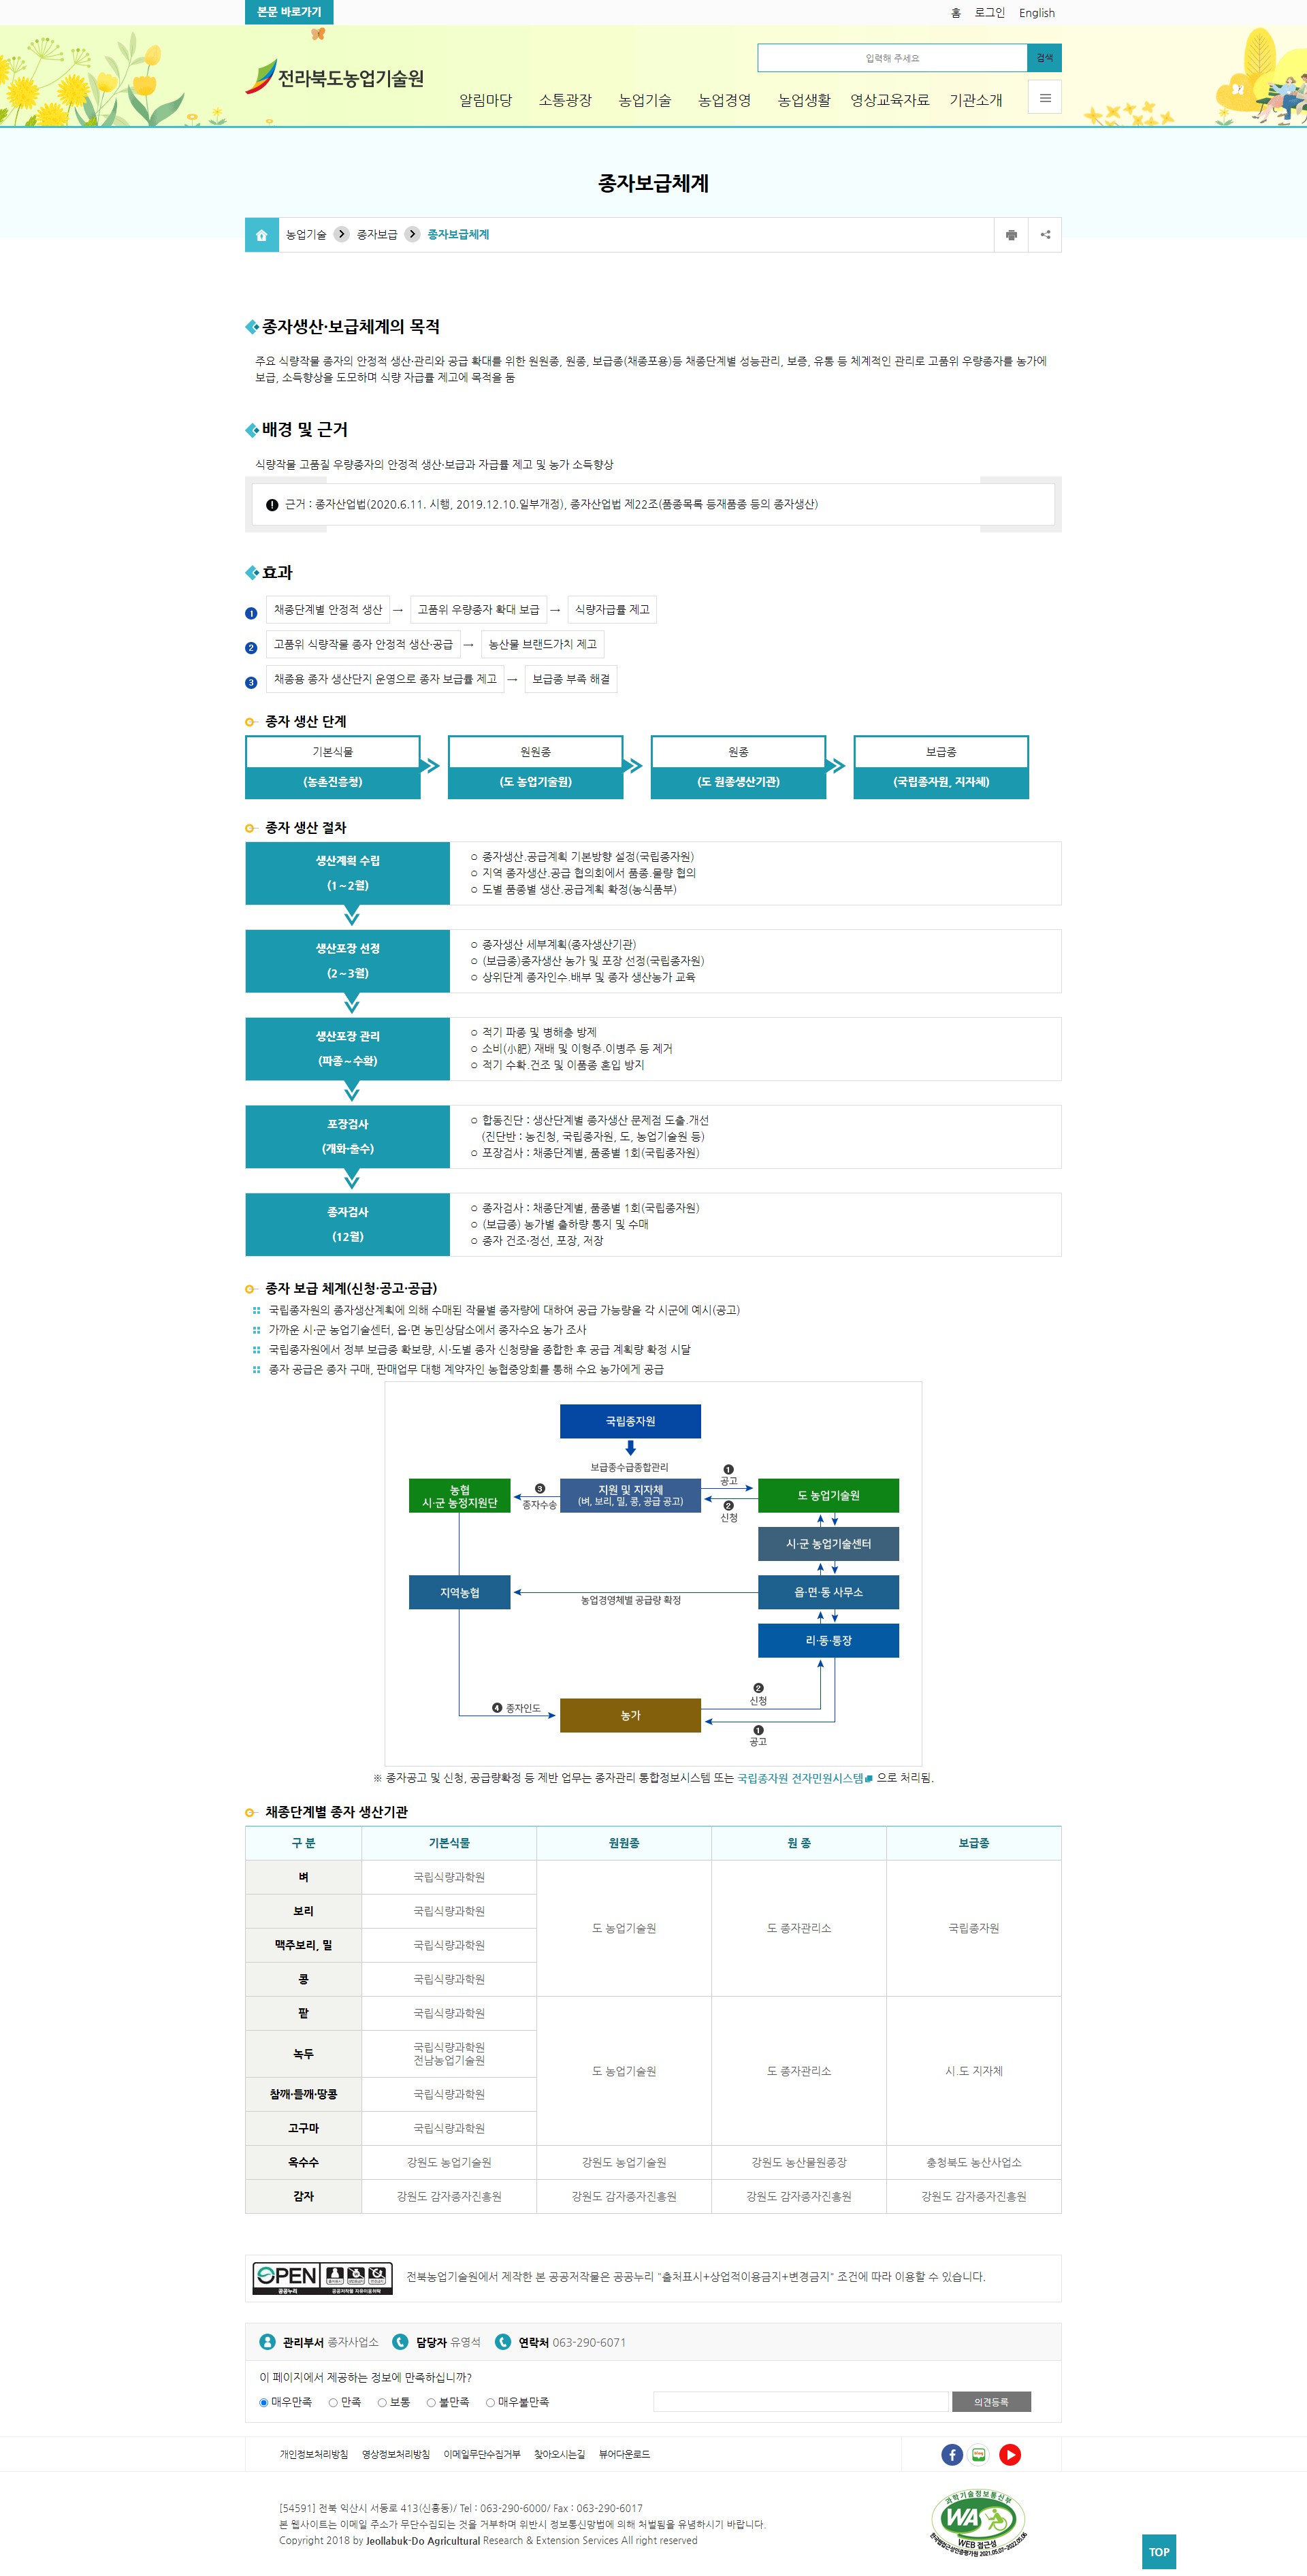 본문 바로가기
홈 로그인 English
전라북도농업기술원
입력해 주세요 검색
알림마당 소통광장 농업기술 농업경영 농업생활 영상교육자료 기관소개
종자보급체계
농업기술 종자보급 종자보급체계
종자생산·보급체계의 목적
주요 식량작물 종자의 안정적 생산·관리와 공급 확대를 위한 원원종, 원종, 보급종(채종포용)등 채종단계별 성능관리, 보증, 유통 등 체계적인 관리로 고품위 우량종자를 농가에
보급, 소득향상을 도모하며 식량 자급률 제고에 목적을 둠
배경 및 근거
식량작물 고품질 우량종자의 안정적 생산·보급과 자급률 제고 및 농가 소득향상
근거 : 종자산업법(2020.6.11. 시행, 2019.12.10.일부개정), 종자산업법 제22조(품종목록 등재품종 등의 종자생산)
효과
1 채종단계별 안정적 생산 → 고품위 우량종자 확대 보급 → 식량자급률 제고
2 고품위 식량작물 종자 안정적 생산·공급 → 농산물 브랜드가치 제고
3 채종용 종자 생산단지 운영으로 종자 보급률 제고 → 보급종 부족 해결
종자 생산 단계
기본식물 원원종 원종 보급종
(농촌진흥청) (도 농업기술원) (도 원종생산기관) (국립종자원, 지자체)
종자 생산 절차
생산계획 수립
(1~2월)
○ 종자생산.공급계획 기본방향 설정(국립종자원)
○ 지역 종자생산.공급 협의회에서 품종.물량 협의
○ 도별 품종별 생산.공급계획 확정(농식품부)
생산포장 선정
(2~3월)
○ 종자생산 세부계획(종자생산기관)
○ (보급종)종자생산 농가 및 포장 선정(국립종자원)
○ 상위단계 종자인수.배부 및 종자 생산농가 교육
생산포장 관리
(파종~수확)
○ 적기 파종 및 병해충 방제
○ 소비(小肥) 재배 및 이형주.이병주 등 제거
○ 적기 수확.건조 및 이품종 혼입 방지
포장검사
(개화·출수)
○ 합동진단 : 생산단계별 종자생산 문제점 도출.개선
(진단반 : 농진청, 국립종자원, 도, 농업기술원 등)
○ 포장검사 : 채종단계별, 품종별 1회(국립종자원)
종자검사
(12월)
○ 종자검사 : 채종단계별, 품종별 1회(국립종자원)
○ (보급종) 농가별 출하량 통지 및 수매
○ 종자 건조·정선, 포장, 저장
종자 보급 체계(신청·공고·공급)
국립종자원의 종자생산계획에 의해 수매된 작물별 종자량에 대하여 공급 가능량을 각 시군에 예시(공고)
가까운 시·군 농업기술센터, 읍·면 농민상담소에서 종자수요 농가 조사
국립종자원에서 정부 보급종 확보량, 시·도별 종자 신청량을 종합한 후 공급 계획량 확정 시달
종자 공급은 종자 구매, 판매업무 대행 계약자인 농협중앙회를 통해 수요 농가에게 공급
국립종자원
보급종수급종합관리
농협
시·군 농정지원단
3
종자수송
지원 및 지자체
(벼, 보리, 밀, 콩, 공급 공고)
1
공고
2
신청
도 농업기술원
시·군 농업기술센터
지역농협
농업경영체별 공급량 확정
읍·면·동 사무소
리·동·통장
4 종자인도
농가
2
신청
1
공고
※ 종자공고 및 신청, 공급량확정 등 제반 업무는 종자관리 통합정보시스템 또는 국립종자원 전자민원시스템 으로 처리됨.
채종단계별 종자 생산기관
구 분 기본식물 원원종 원 종 보급종
벼 국립식량과학원
보리 국립식량과학원
도 농업기술원 도 종자관리소 국립종자원
맥주보리, 밀 국립식량과학원
콩 국립식량과학원
팥 국립식량과학원
녹두 국립식량과학원
전남농업기술원
도 농업기술원 도 종자관리소 시.도 지자체
참깨·들깨·땅콩 국립식량과학원
고구마 국립식량과학원
옥수수 강원도 농업기술원 강원도 농업기술원 강원도 농산물원종장 충청북도 농산사업소
감자 강원도 감자종자진흥원 강원도 감자종자진흥원 강원도 감자종자진흥원 강원도 감자종자진흥원
OPEN
공공누리 공공저작물 자유이용허락
전북농업기술원에서 제작한 본 공공저작물은 공공누리 "출처표시+상업적이용금지+변경금지" 조건에 따라 이용할 수 있습니다.
관리부서 종자사업소 담당자 유영석 연락처 063-290-6071
이 페이지에서 제공하는 정보에 만족하십니까?
매우만족 만족 보통 불만족 매우불만족 의견등록
개인정보처리방침 영상정보처리방침 이메일무단수집거부 찾아오시는길 뷰어다운로드
[54591] 전북 익산시 서동로 413(신흥동)/ Tel : 063-290-6000/ Fax : 063-290-6017
본 웹사이트는 이메일 주소가 무단수집되는 것을 거부하며 위반시 정보통신망법에 의해 처벌됨을 유념하시기 바랍니다.
Copyright 2018 by Jeollabuk-Do Agricultural Research & Extension Services All right reserved
과학기술정보통신부
WA
WEB 접근성
한국웹접근성인증평가원 2021.05.07~2022.05.06
TOP